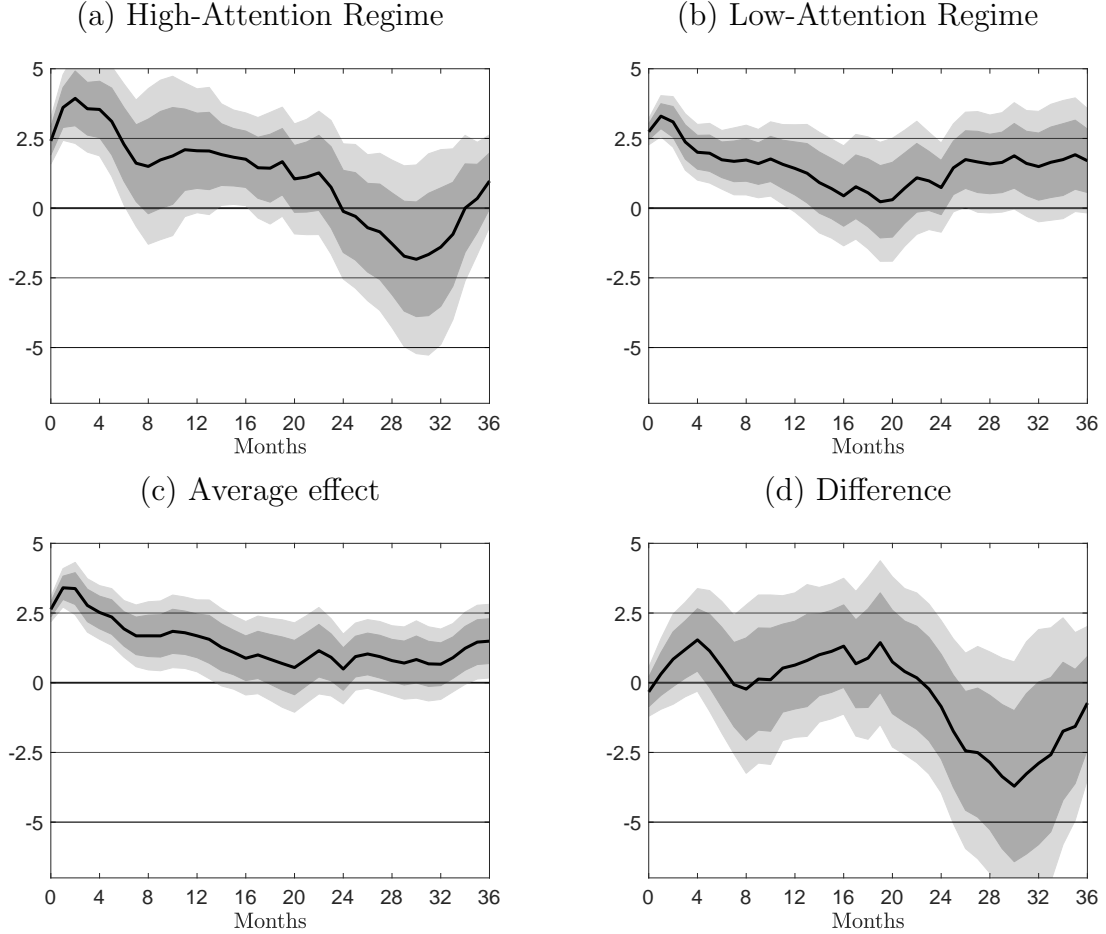 (a) High-Attention Regime
5
2.5
0
-2.5
-5
0 4 8 12 16 20 24 28 32 36
Months
(b) Low-Attention Regime
5
2.5
0
-2.5
-5
0 4 8 12 16 20 24 28 32 36
Months
(c) Average effect
5
2.5
0
-2.5
-5
0 4 8 12 16 20 24 28 32 36
Months
(d) Difference
5
2.5
0
-2.5
-5
0 4 8 12 16 20 24 28 32 36
Months